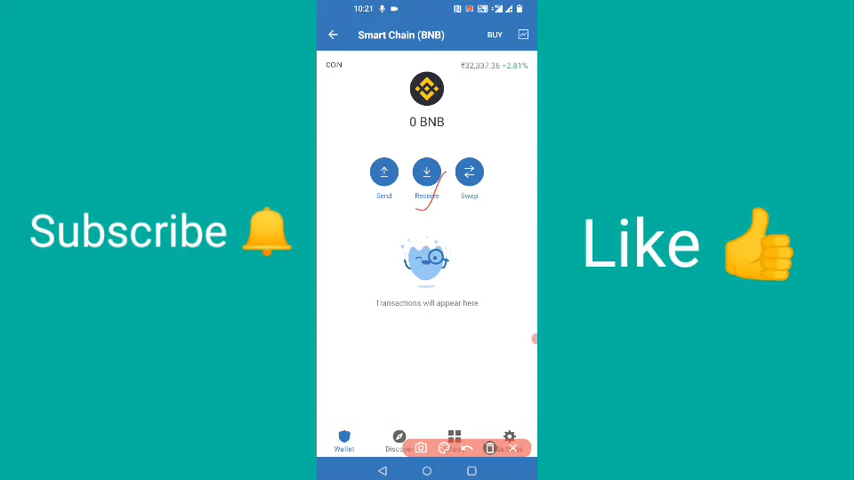 10:21
Smart Chain (BNB)
BUY
COIN
₹32,337.36 +2.81%
0 BNB
Send
Receive
Swap
Subscribe
Like
Transactions will appear here
Wallet